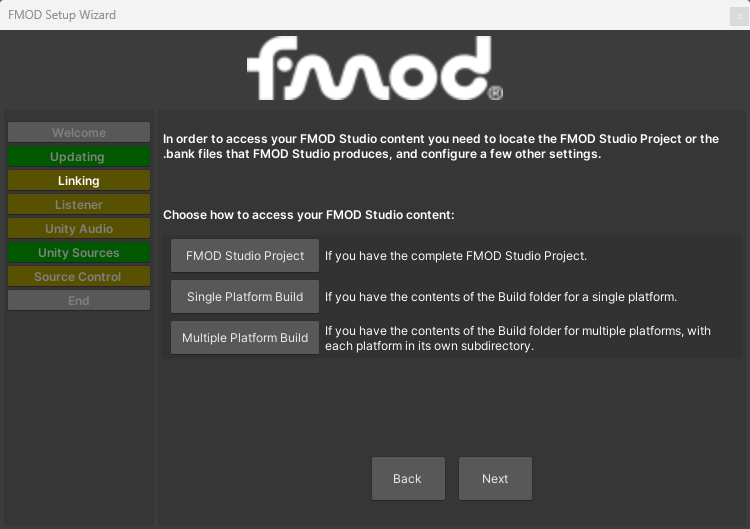 FMOD Setup Wizard
x
fmod®
Welcome
Updating
Linking
Listener
Unity Audio
Unity Sources
Source Control
End
In order to access your FMOD Studio content you need to locate the FMOD Studio Project or the
.bank files that FMOD Studio produces, and configure a few other settings.
Choose how to access your FMOD Studio content:
FMOD Studio Project If you have the complete FMOD Studio Project.
Single Platform Build If you have the contents of the Build folder for a single platform.
Multiple Platform Build If you have the contents of the Build folder for multiple platforms, with
each platform in its own subdirectory.
Back Next